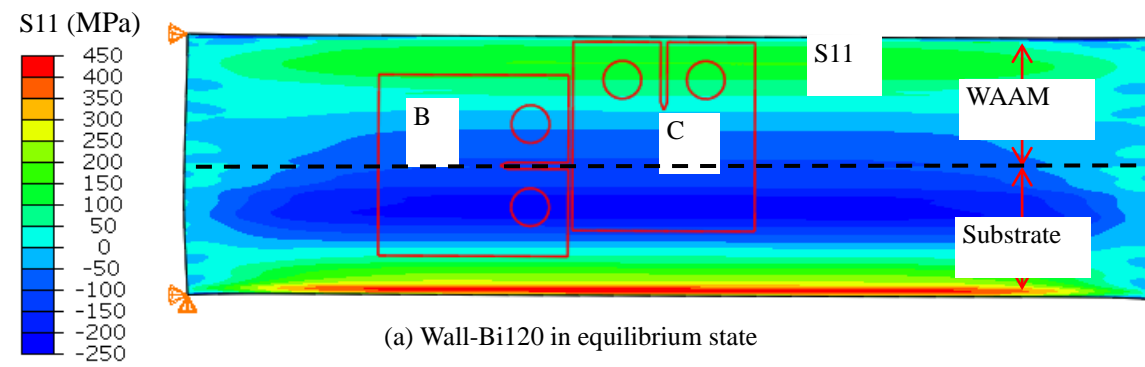 S11 (MPa)
450
400
350
300
250
200
150
100
50
0
-50
-100
-150
-200
-250
S11
WAAM
B
C
Substrate
(a) Wall-Bi120 in equilibrium state